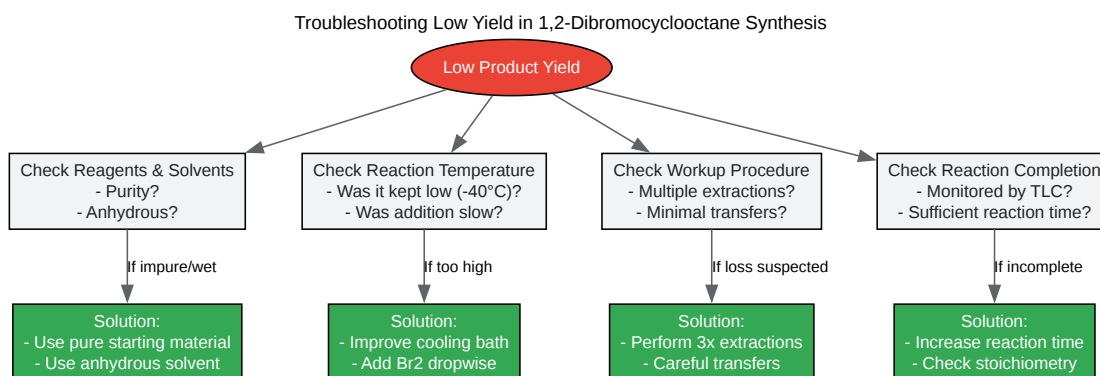 Troubleshooting Low Yield in 1,2-Dibromocyclooctane Synthesis
Low Product Yield
Check Reagents & Solvents
- Purity?
- Anhydrous?
Check Reaction Temperature
- Was it kept low (-40°C)?
- Was addition slow?
Check Workup Procedure
- Multiple extractions?
- Minimal transfers?
Check Reaction Completion
- Monitored by TLC?
- Sufficient reaction time?
If impure/wet
If too high
If loss suspected
If incomplete
Solution:
- Use pure starting material
- Use anhydrous solvent
Solution:
- Improve cooling bath
- Add Br2 dropwise
Solution:
- Perform 3x extractions
- Careful transfers
Solution:
- Increase reaction time
- Check stoichiometry